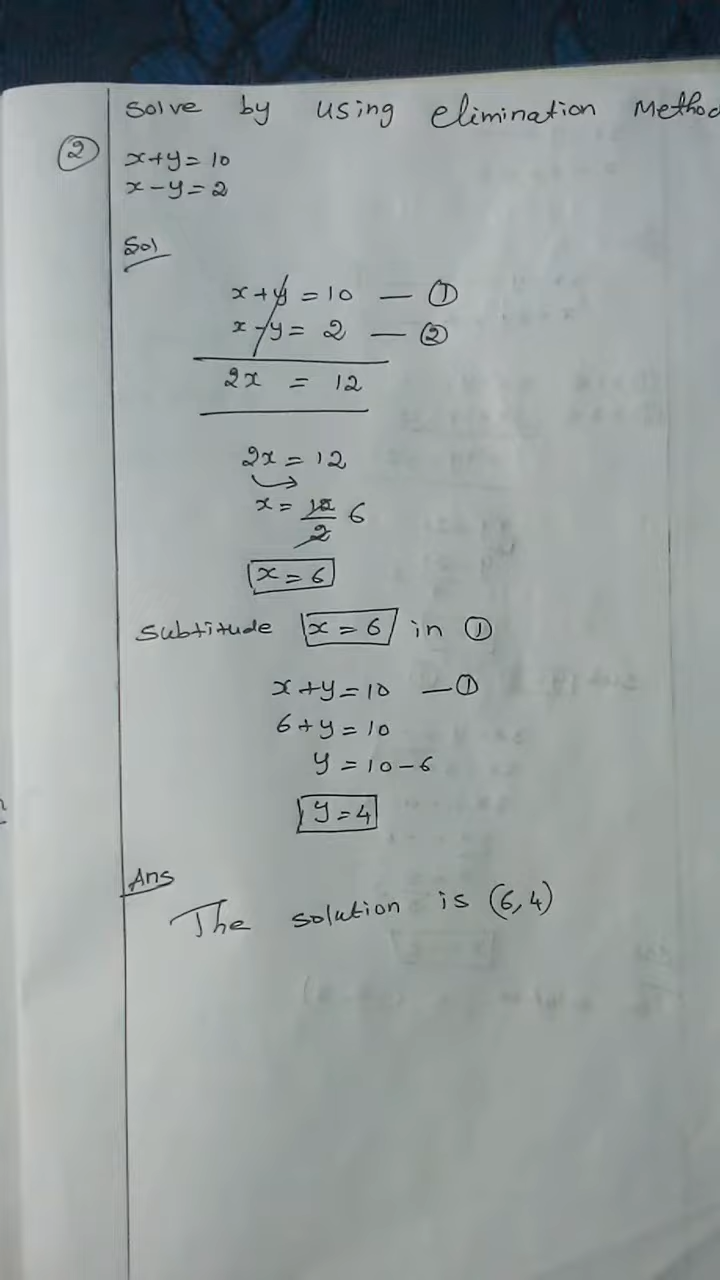 Solve by using elimination Method
② x+y=10
x-y=2
Sol
x+y=10 — ①
x-y= 2 — ②
2x = 12
2x=12
x=12/2 6
x=6
Subtitude x=6 in ①
x+y=10 —①
6+y=10
y=10-6
y=4
Ans
The solution is (6,4)